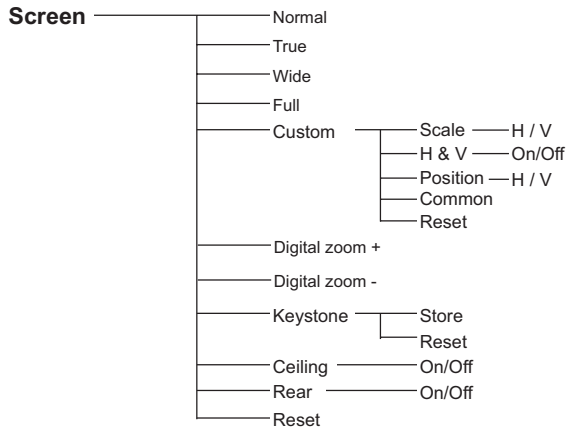 Screen Normal
True
Wide
Full
Custom Scale H / V
H & V On/Off
Position H / V
Common
Reset
Digital zoom +
Digital zoom -
Keystone Store
Reset
Ceiling On/Off
Rear On/Off
Reset